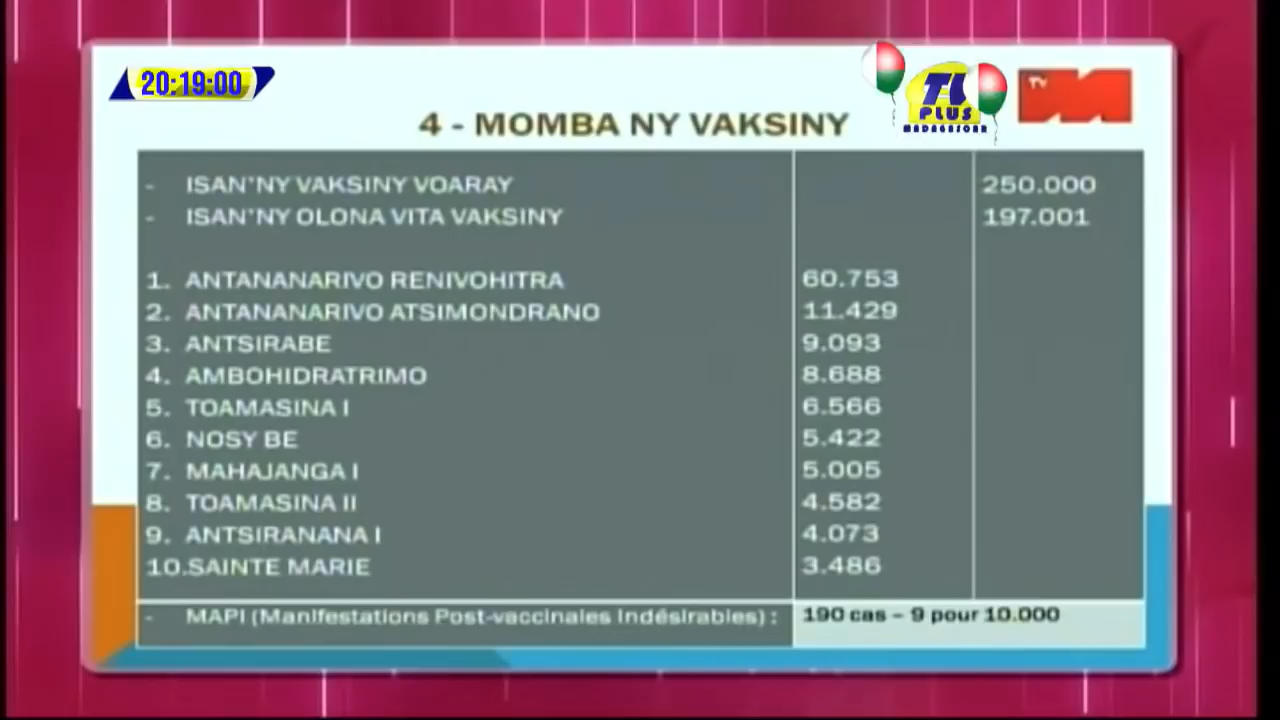 20:19:00
TL
PLUS
MADAGASCAR
TV
4 - MOMBA NY VAKSINY
- ISAN'NY VAKSINY VOARAY 250.000
- ISAN'NY OLONA VITA VAKSINY 197.001
1. ANTANANARIVO RENIVOHITRA 60.753
2. ANTANANARIVO ATSIMONDRANO 11.429
3. ANTSIRABE 9.093
4. AMBOHIDRATRIMO 8.688
5. TOAMASINA I 6.566
6. NOSY BE 5.422
7. MAHAJANGA I 5.005
8. TOAMASINA II 4.582
9. ANTSIRANANA I 4.073
10.SAINTE MARIE 3.486
- MAPI (Manifestations Post-vaccinales Indésirables) : 190 cas – 9 pour 10.000